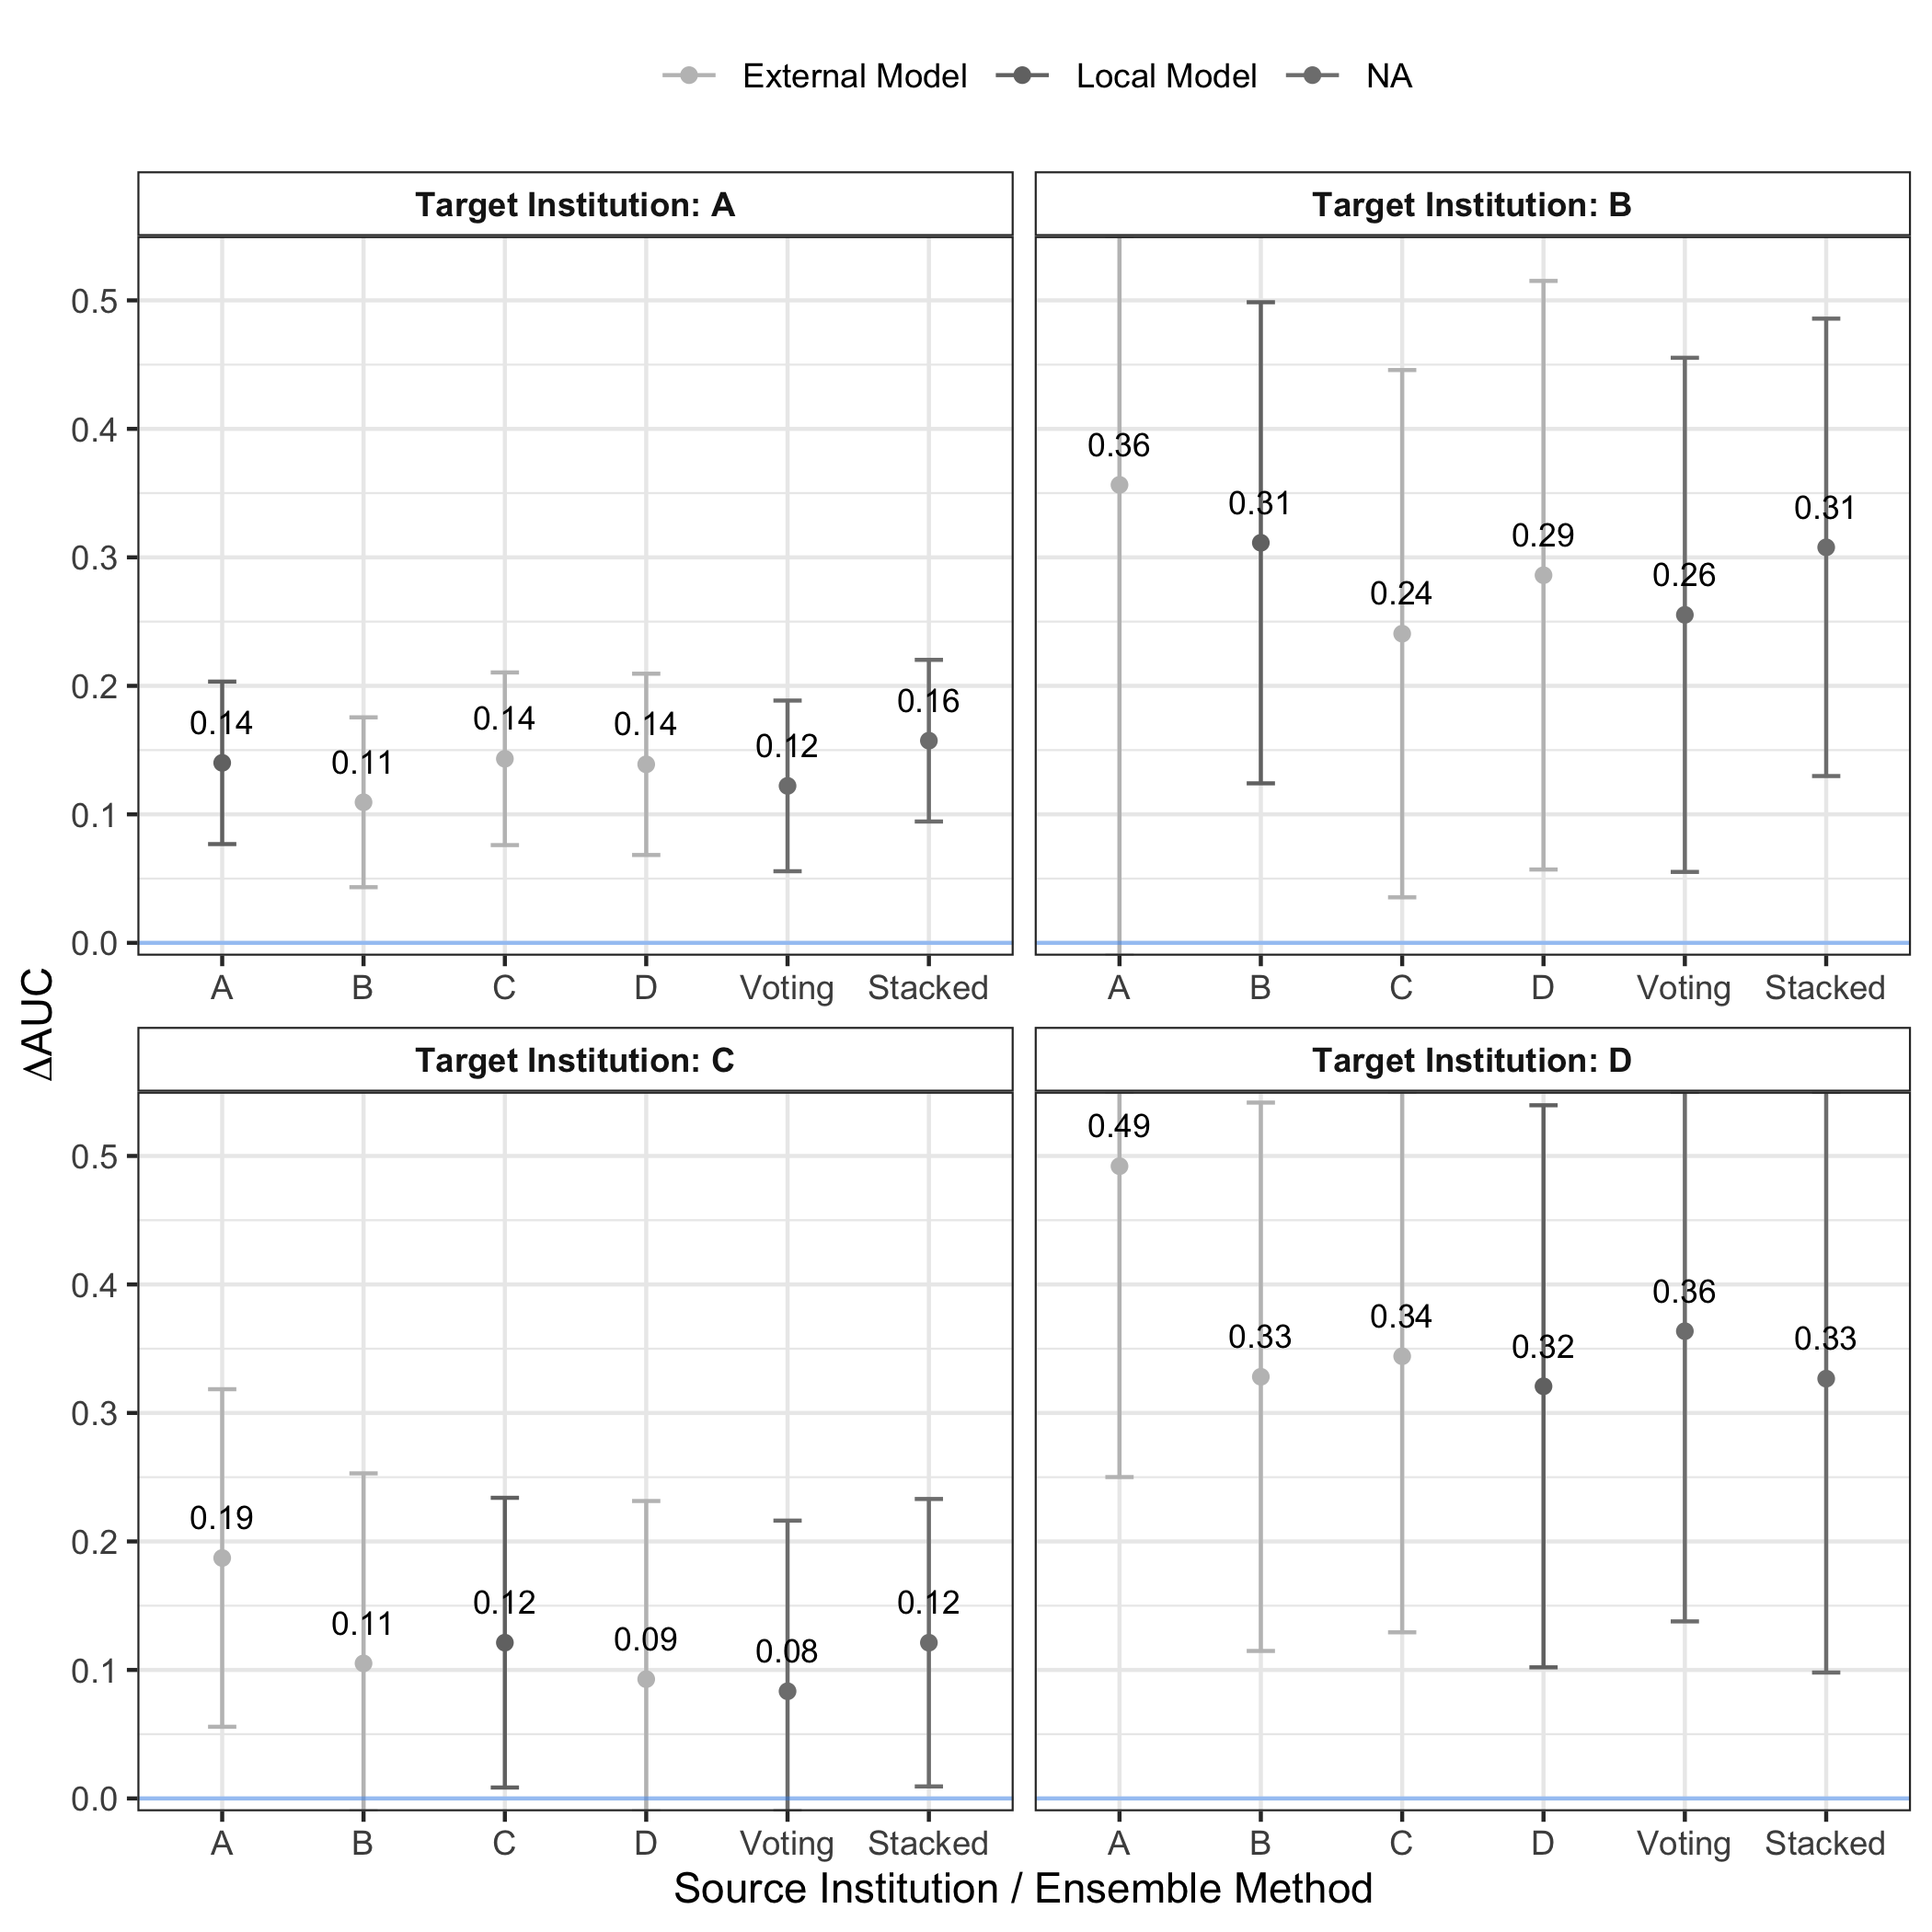 External Model Local Model NA
Target Institution: A Target Institution: B
0.5
0.4
0.3
0.2
0.1
0.0
0.14 0.11 0.14 0.14 0.12 0.16
0.36 0.31 0.24 0.29 0.26 0.31
A B C D Voting Stacked A B C D Voting Stacked
ΔAUC
Target Institution: C Target Institution: D
0.5
0.4
0.3
0.2
0.1
0.0
0.19 0.11 0.12 0.09 0.08 0.12
0.49 0.33 0.34 0.32 0.36 0.33
A B C D Voting Stacked A B C D Voting Stacked
Source Institution / Ensemble Method